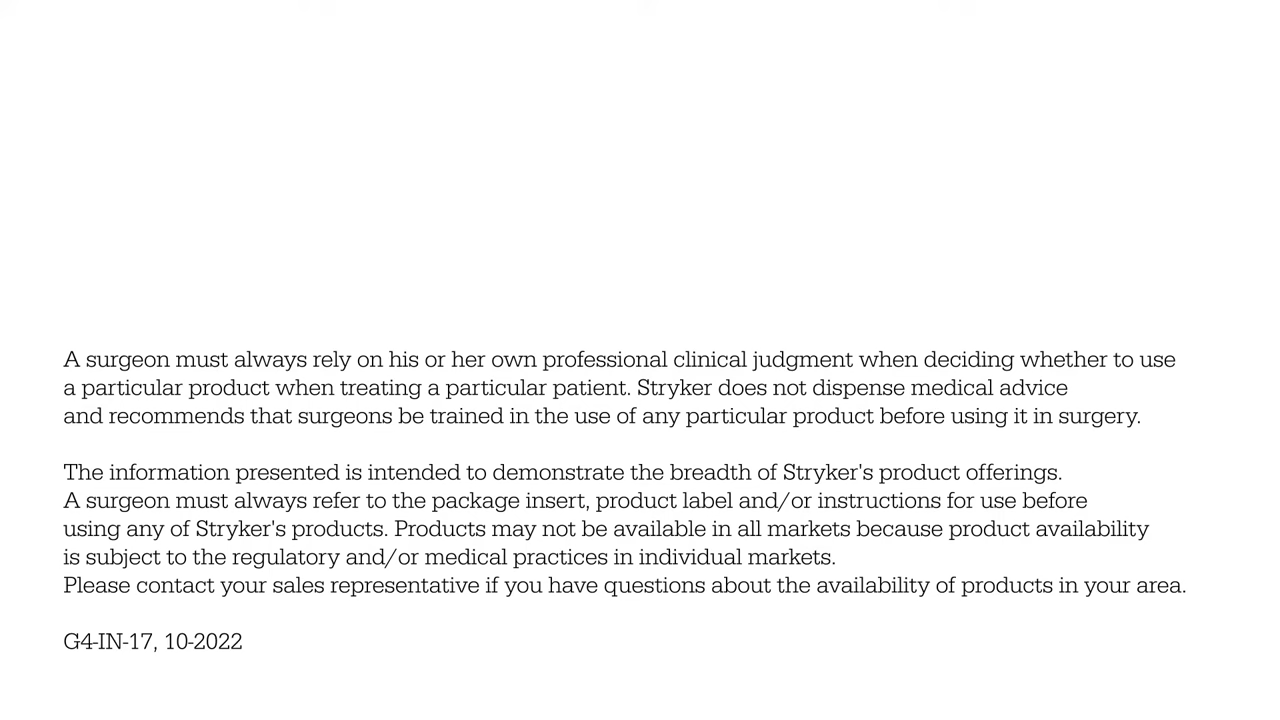 A surgeon must always rely on his or her own professional clinical judgment when deciding whether to use
a particular product when treating a particular patient. Stryker does not dispense medical advice
and recommends that surgeons be trained in the use of any particular product before using it in surgery.
The information presented is intended to demonstrate the breadth of Stryker's product offerings.
A surgeon must always refer to the package insert, product label and/or instructions for use before
using any of Stryker's products. Products may not be available in all markets because product availability
is subject to the regulatory and/or medical practices in individual markets.
Please contact your sales representative if you have questions about the availability of products in your area.
G4-IN-17, 10-2022